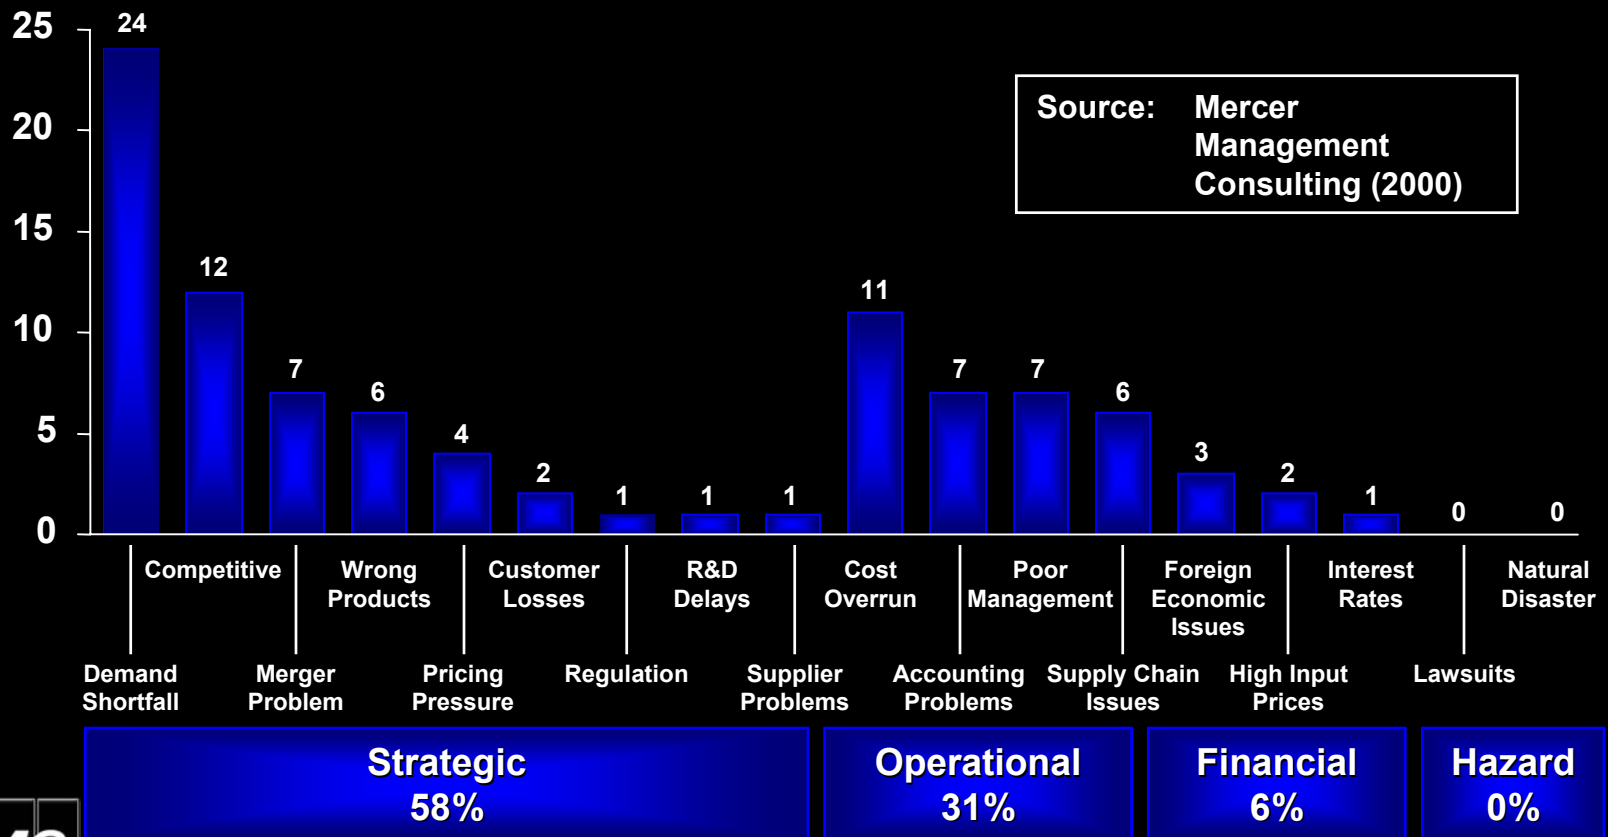 25
24
20
15
12
10
7
6
5
4
2
1
1
1
11
7
7
6
3
2
1
0
0
0
Source: Mercer
Management
Consulting (2000)
Competitive
Wrong
Products
Customer
Losses
R&D
Delays
Cost
Overrun
Poor
Management
Foreign
Economic
Issues
Interest
Rates
Natural
Disaster
Demand
Shortfall
Merger
Problem
Pricing
Pressure
Regulation
Supplier
Problems
Accounting
Problems
Supply Chain
Issues
High Input
Prices
Lawsuits
Strategic
58%
Operational
31%
Financial
6%
Hazard
0%